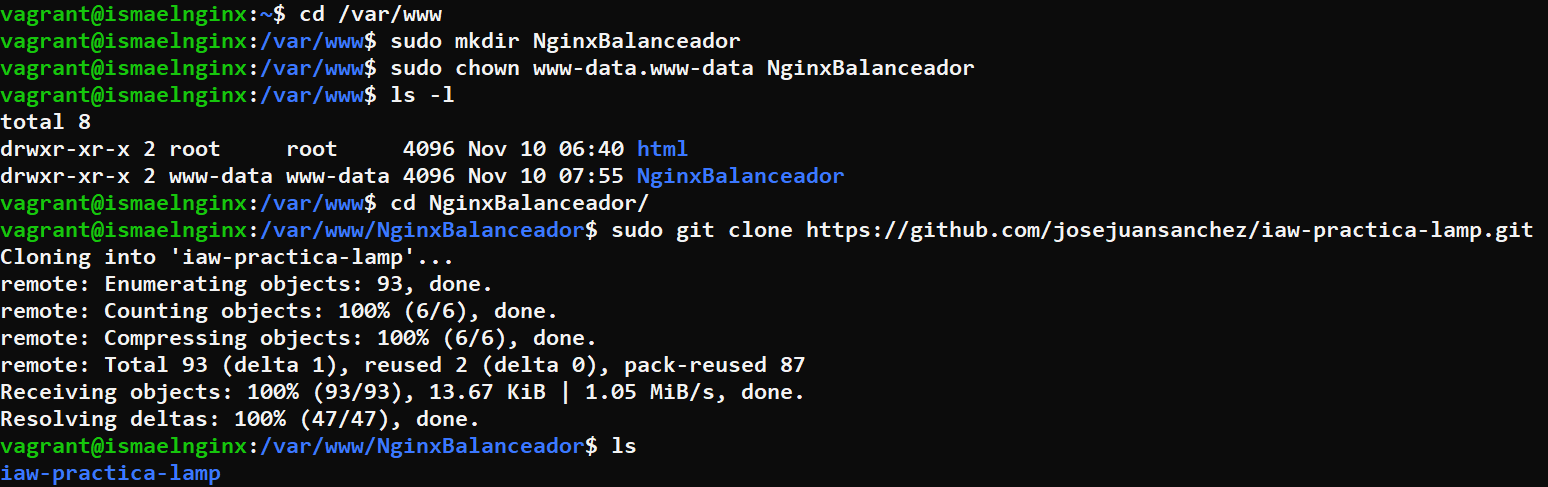 vagrant@ismaelnginx:~$ cd /var/www
vagrant@ismaelnginx:/var/www$ sudo mkdir NginxBalanceador
vagrant@ismaelnginx:/var/www$ sudo chown www-data.www-data NginxBalanceador
vagrant@ismaelnginx:/var/www$ ls -l
total 8
drwxr-xr-x 2 root     root     4096 Nov 10 06:40 html
drwxr-xr-x 2 www-data www-data 4096 Nov 10 07:55 NginxBalanceador
vagrant@ismaelnginx:/var/www$ cd NginxBalanceador/
vagrant@ismaelnginx:/var/www/NginxBalanceador$ sudo git clone https://github.com/josejuansanchez/iaw-practica-lamp.git
Cloning into 'iaw-practica-lamp'...
remote: Enumerating objects: 93, done.
remote: Counting objects: 100% (6/6), done.
remote: Compressing objects: 100% (6/6), done.
remote: Total 93 (delta 1), reused 2 (delta 0), pack-reused 87
Receiving objects: 100% (93/93), 13.67 KiB | 1.05 MiB/s, done.
Resolving deltas: 100% (47/47), done.
vagrant@ismaelnginx:/var/www/NginxBalanceador$ ls
iaw-practica-lamp